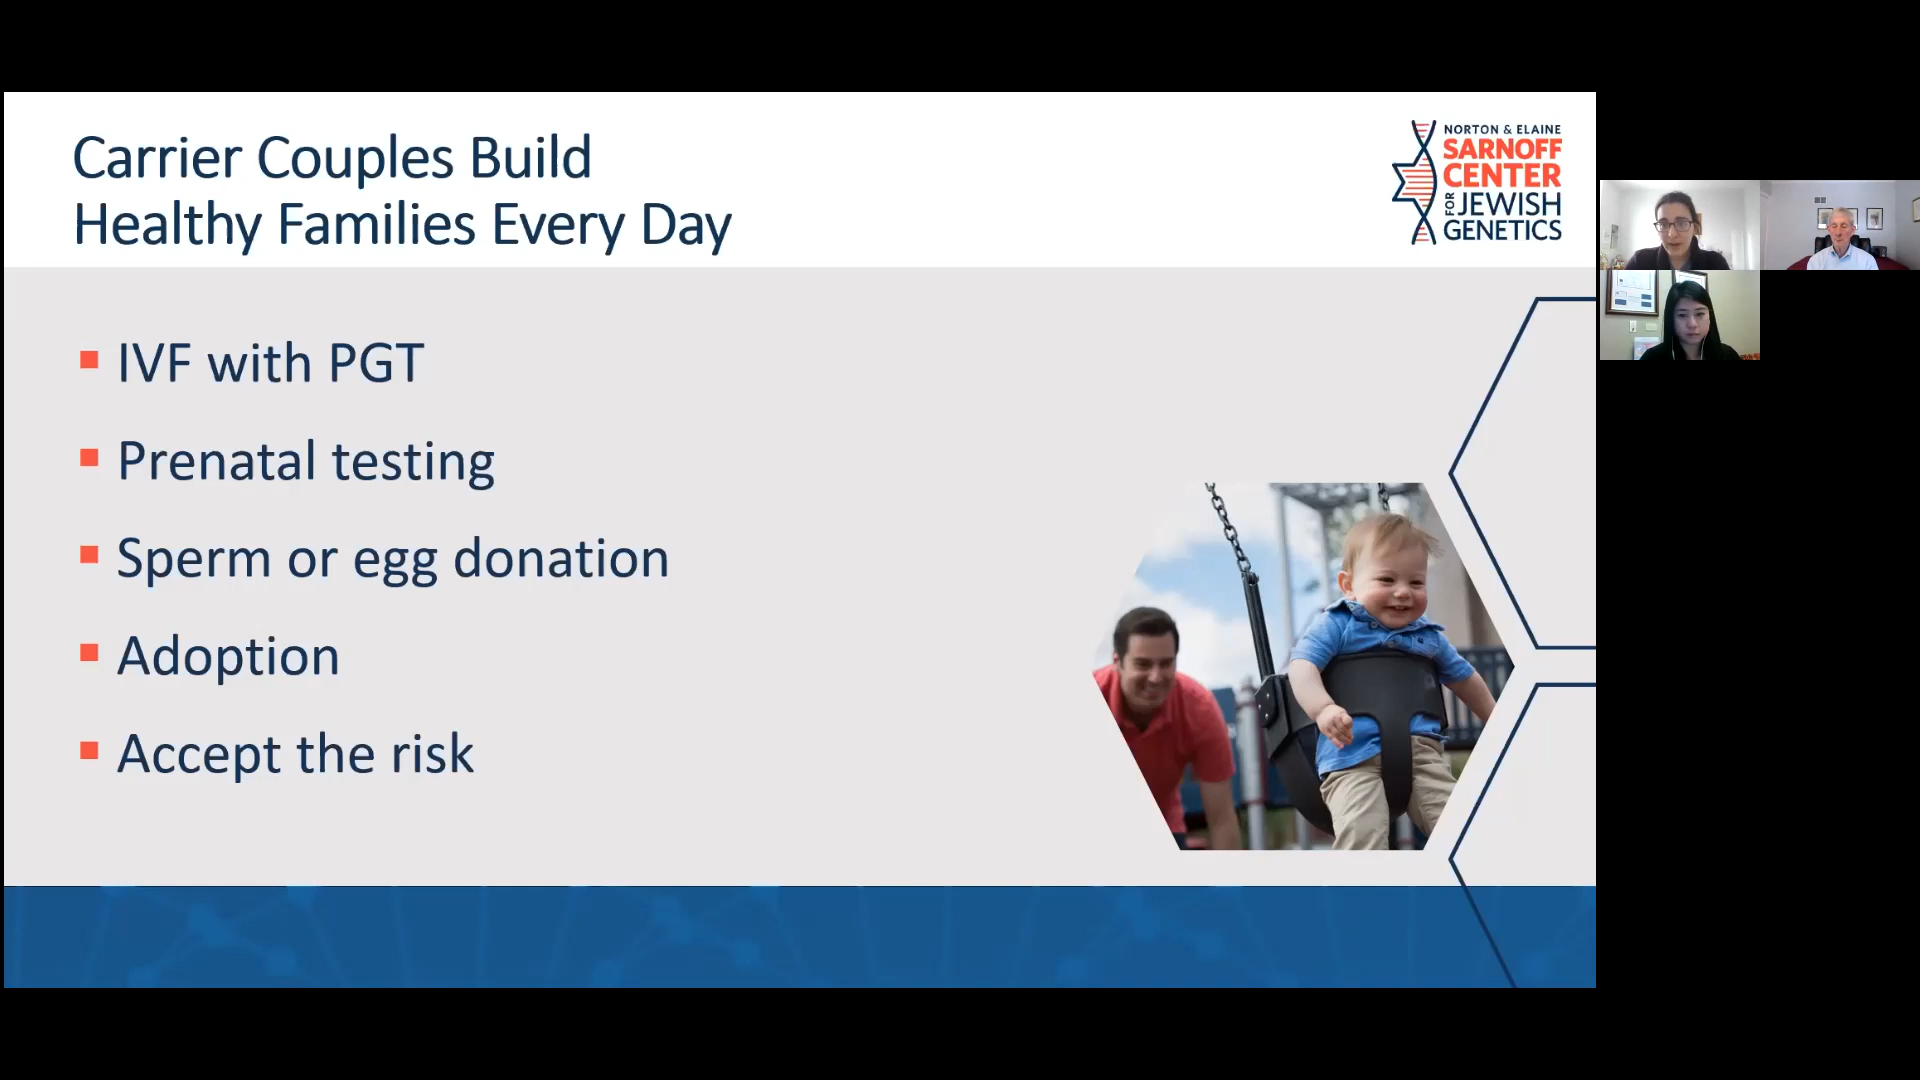 Carrier Couples Build
Healthy Families Every Day
NORTON & ELAINE
SARNOFF
CENTER
FOR JEWISH
GENETICS
IVF with PGT
Prenatal testing
Sperm or egg donation
Adoption
Accept the risk